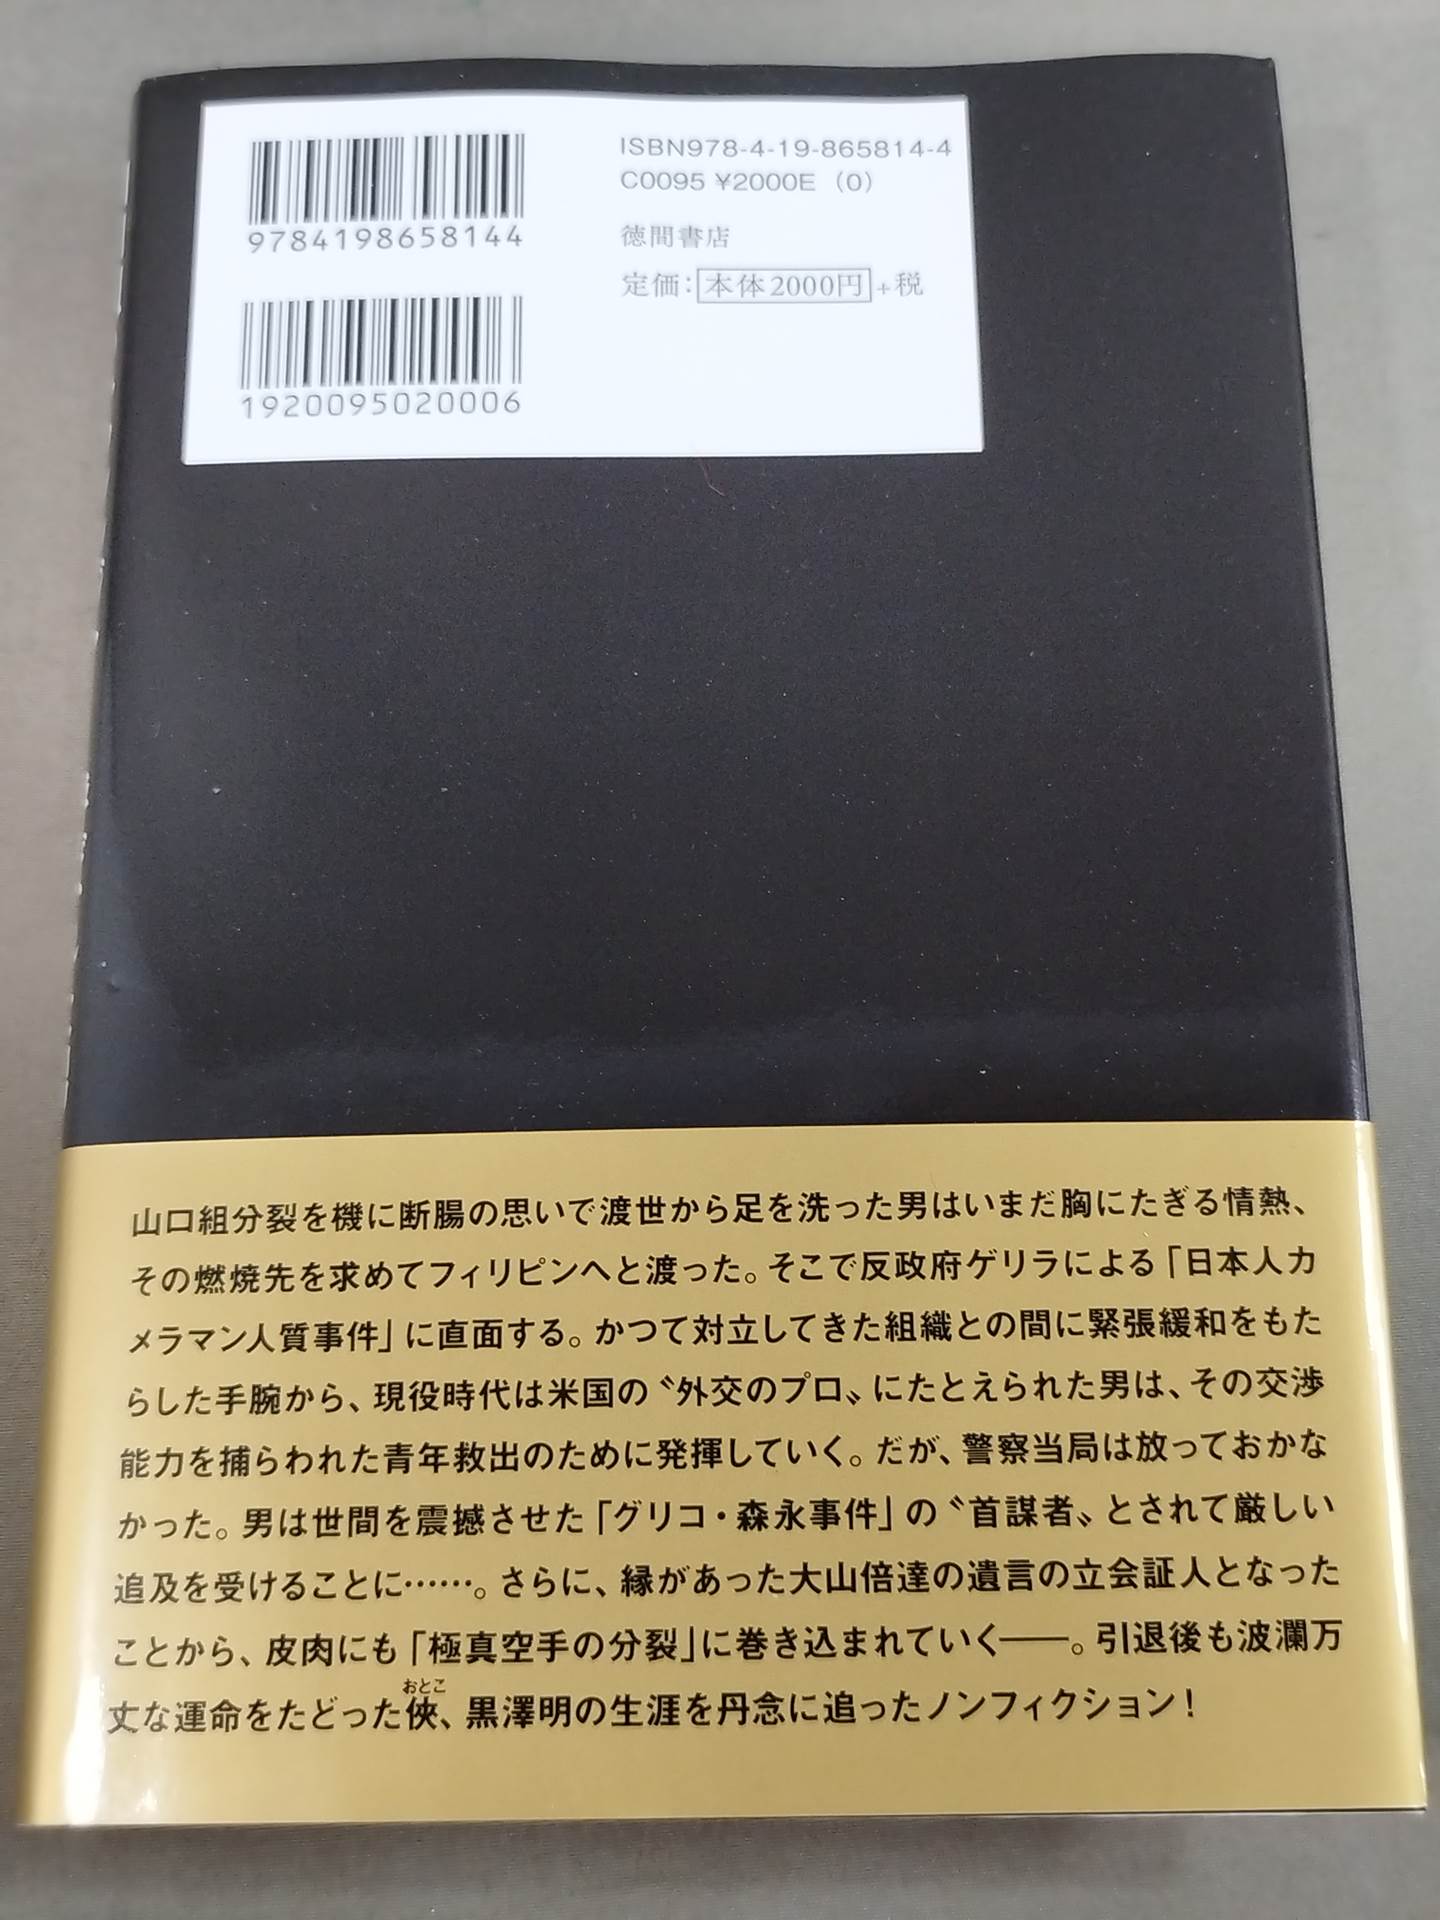 ISBN978-4-19-865814-4
C0095 ¥2000E (0)
9784198658144
徳間書店
定価：本体2000円+税
1920095020006
山口組分裂を機に断腸の思いで渡世から足を洗った男はいまだ胸にたぎる情熱、
その燃焼先を求めてフィリピンへと渡った。そこで反政府ゲリラによる「日本人カ
メラマン人質事件」に直面する。かつて対立してきた組織との間に緊張緩和をもた
らした手腕から、現役時代は米国の〝外交のプロ〟にたとえられた男は、その交渉
能力を捕らわれた青年救出のために発揮していく。だが、警察当局は放っておかな
かった。男は世間を震撼させた「グリコ・森永事件」の〝首謀者〟とされて厳しい
追及を受けることに……。さらに、縁があった大山倍達の遺言の立会証人となった
ことから、皮肉にも「極真空手の分裂」に巻き込まれていく――。引退後も波瀾万
おとこ
丈な運命をたどった俠、黒澤明の生涯を丹念に追ったノンフィクション！